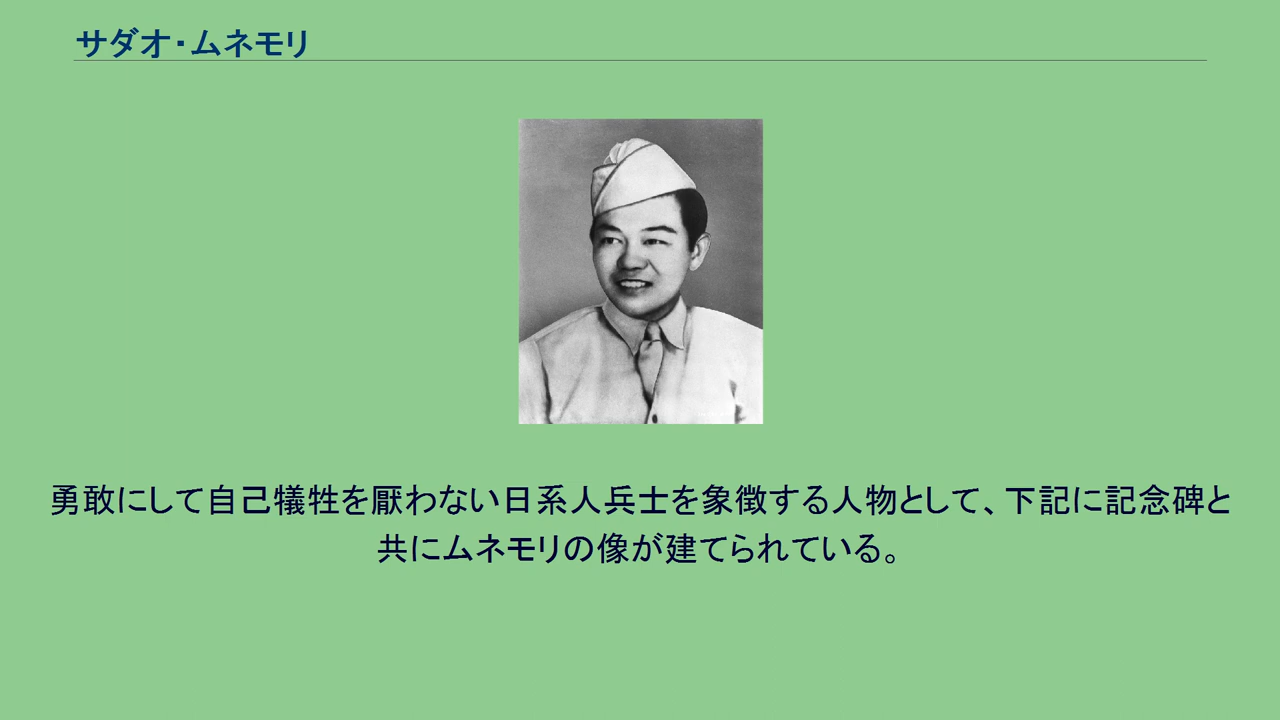 サダオ・ムネモリ
勇敢にして自己犠牲を厭わない日系人兵士を象徴する人物として、下記に記念碑と
共にムネモリの像が建てられている。